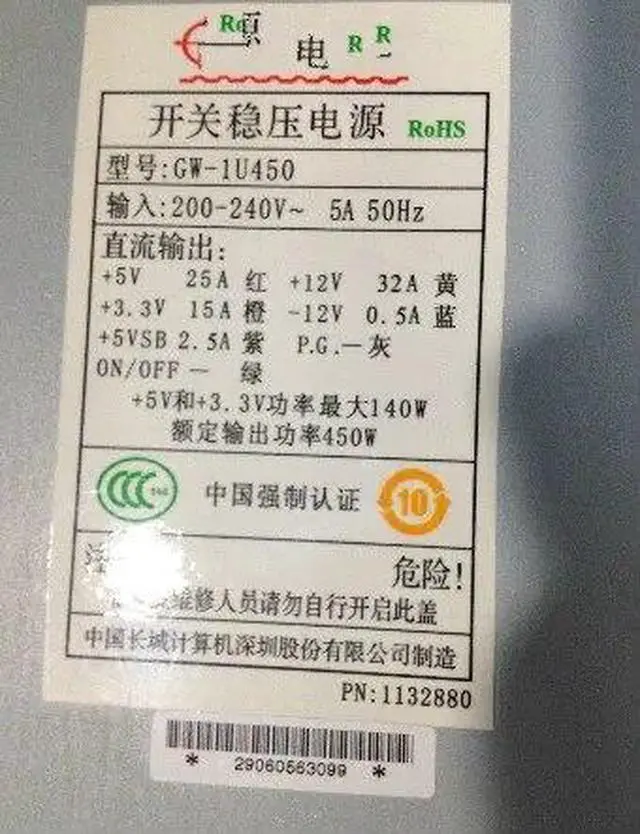 Ro 源 电 R R
开关稳压电源 RoHS
型号:GW-1U450
输入:200-240V~ 5A 50Hz
直流输出:
+5V 25A 红 +12V 32A 黄
+3.3V 15A 橙 -12V 0.5A 蓝
+5VSB 2.5A 紫 P.G.—灰
ON/OFF — 绿
+5V和+3.3V功率最大140W
额定输出功率450W
CCC 中国强制认证 10
危险!
维修人员请勿自行开启此盖
中国长城计算机深圳股份有限公司制造
PN:1132880
* 29060563099 *